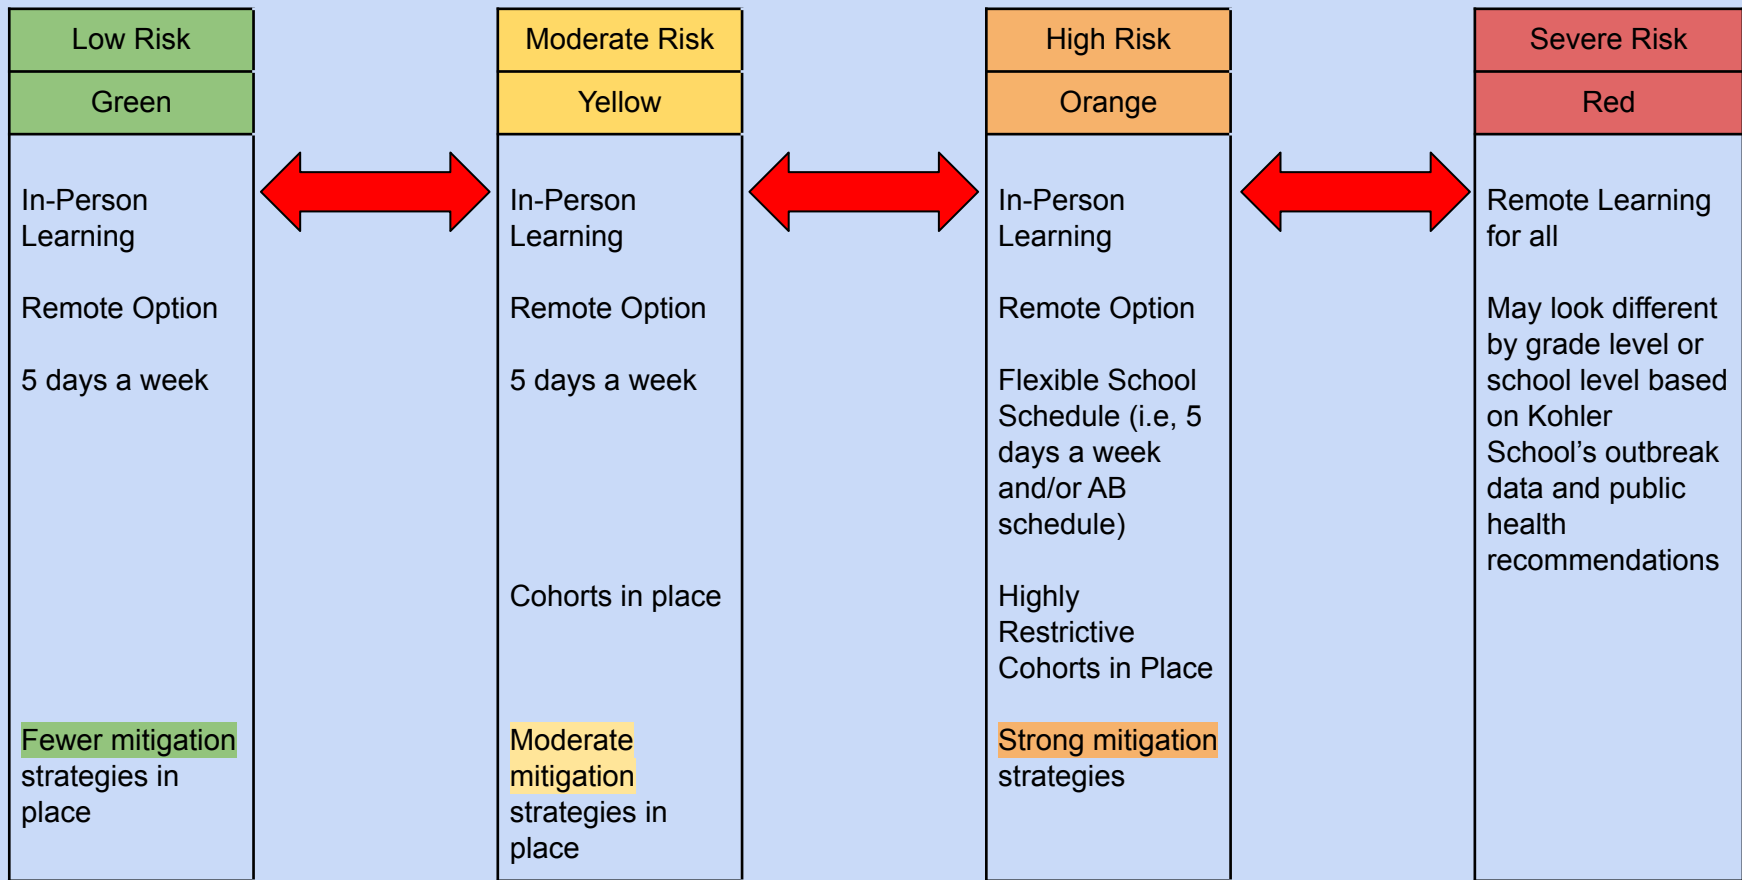 Low Risk
Green
In-Person
Learning
Remote Option
5 days a week
Fewer mitigation
strategies in
place
Moderate Risk
Yellow
In-Person
Learning
Remote Option
5 days a week
Cohorts in place
Moderate
mitigation
strategies in
place
High Risk
Orange
In-Person
Learning
Remote Option
Flexible School
Schedule (i.e, 5
days a week
and/or AB
schedule)
Highly
Restrictive
Cohorts in Place
Strong mitigation
strategies
Severe Risk
Red
Remote Learning
for all
May look different
by grade level or
school level based
on Kohler
School’s outbreak
data and public
health
recommendations